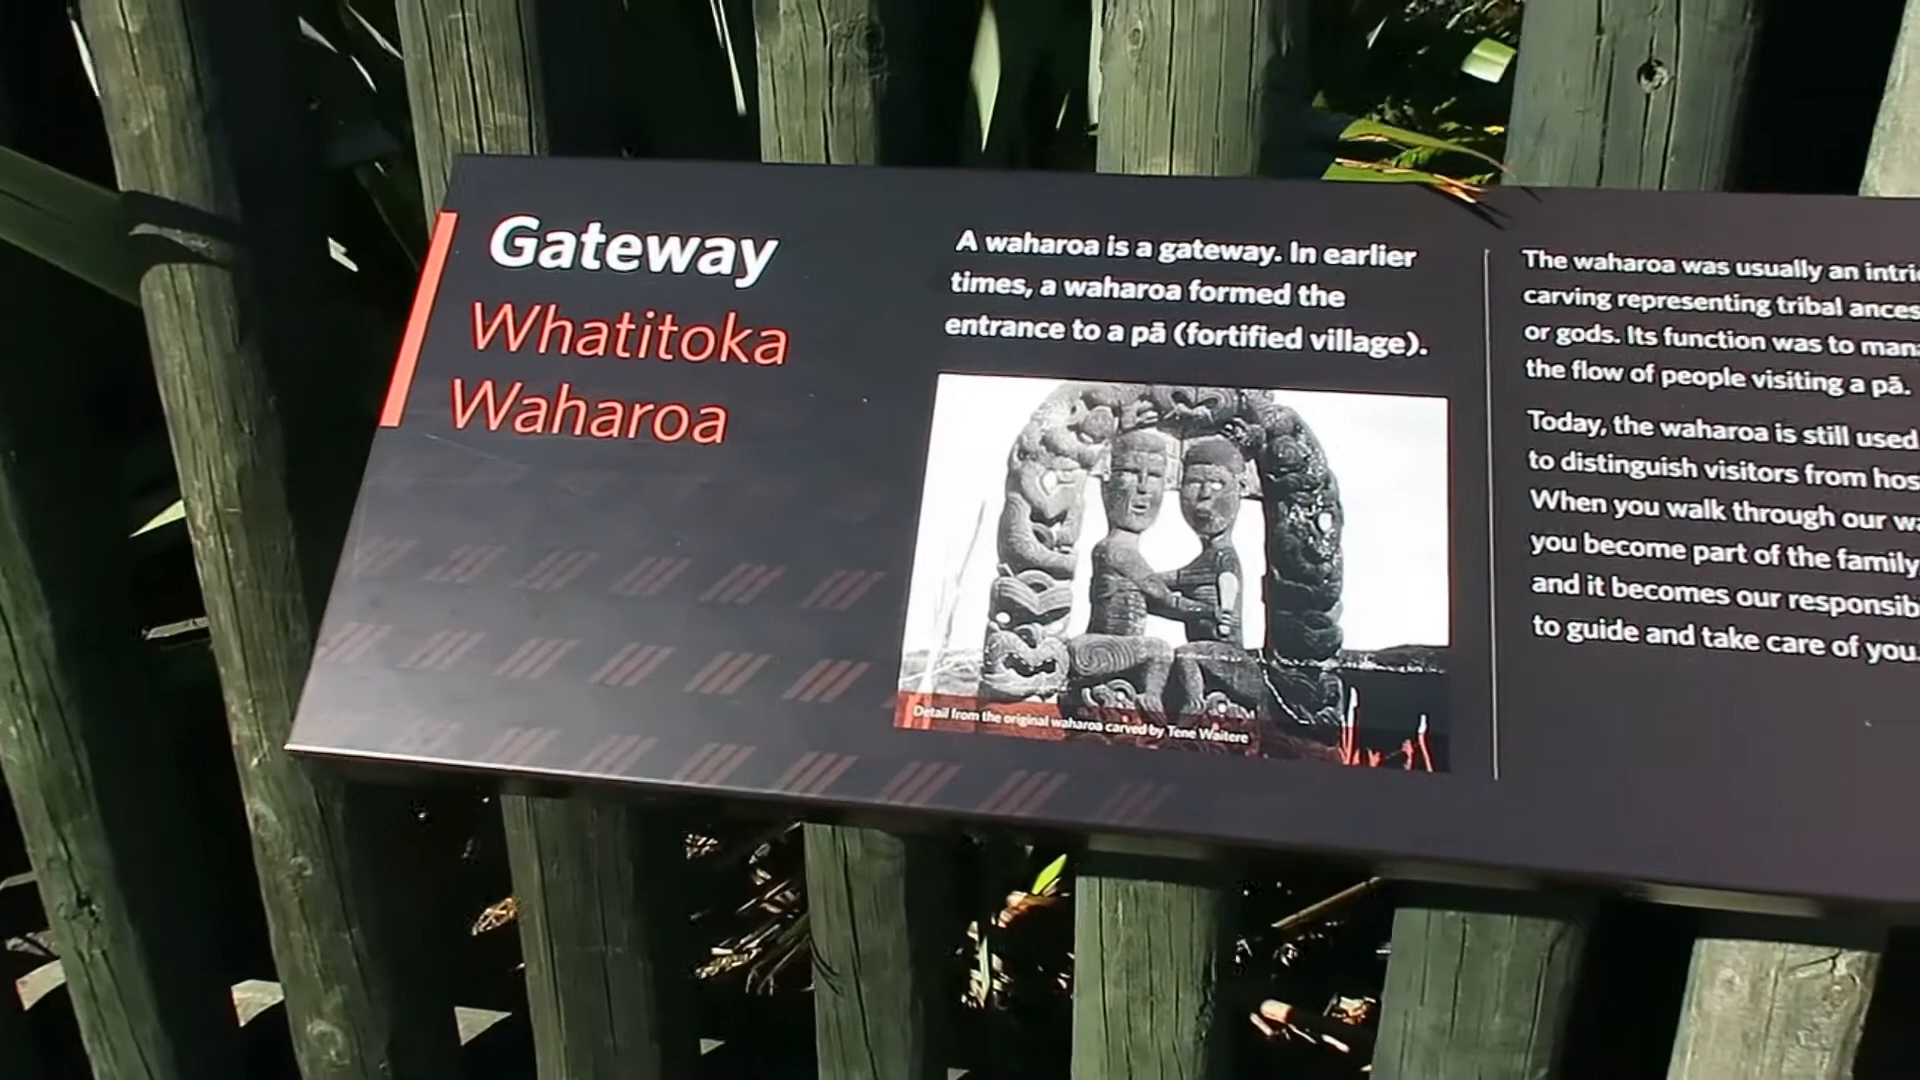 Gateway
Whatitoka
Waharoa
A waharoa is a gateway. In earlier
times, a waharoa formed the
entrance to a pā (fortified village).
Detail from the original waharoa carved by Tene Waitere
The waharoa was usually an
carving representing tribal
or gods. Its function was to
the flow of people visiting a pā.
Today, the waharoa is still used
to distinguish visitors from
When you walk through our
you become part of the family
and it becomes our
to guide and take care of you.